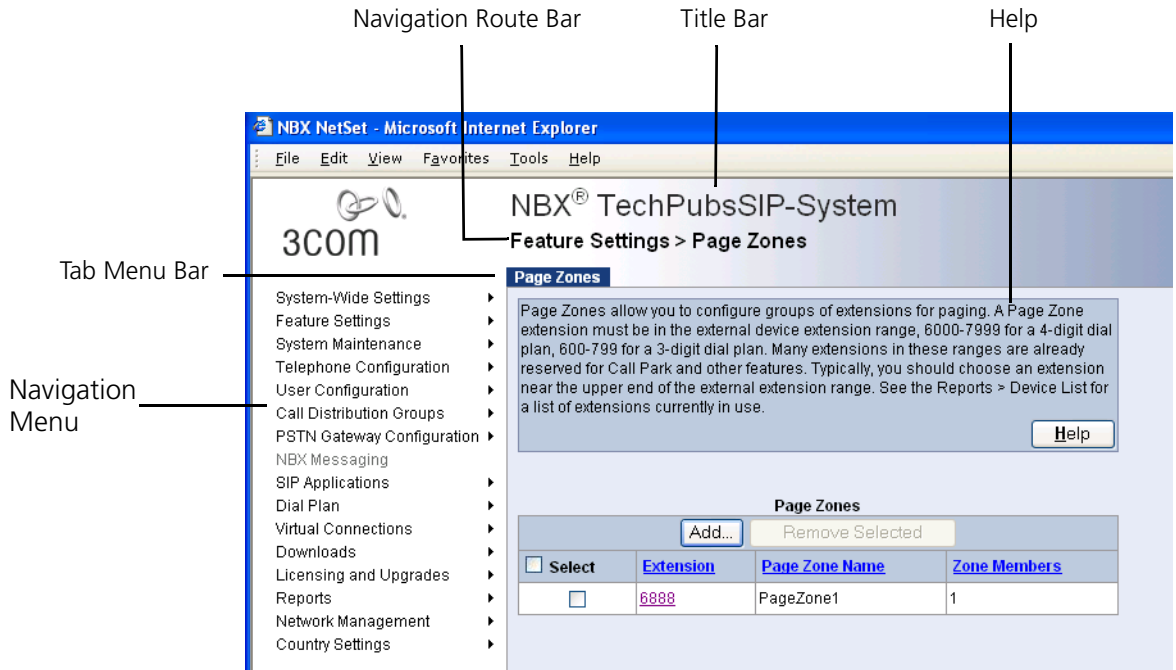 Navigation Route Bar
Title Bar
Help
NBX NetSet - Microsoft Internet Explorer
File Edit View Favorites Tools Help
3COM
NBX® TechPubsSIP-System
Feature Settings > Page Zones
Tab Menu Bar
Page Zones
Page Zones allow you to configure groups of extensions for paging. A Page Zone
extension must be in the external device extension range, 6000-7999 for a 4-digit dial
plan, 600-799 for a 3-digit dial plan. Many extensions in these ranges are already
reserved for Call Park and other features. Typically, you should choose an extension
near the upper end of the external extension range. See the Reports > Device List for
a list of extensions currently in use.
Help
Navigation
Menu
System-Wide Settings
Feature Settings
System Maintenance
Telephone Configuration
User Configuration
Call Distribution Groups
PSTN Gateway Configuration
NBX Messaging
SIP Applications
Dial Plan
Virtual Connections
Downloads
Licensing and Upgrades
Reports
Network Management
Country Settings
Page Zones
Add... Remove Selected
Select Extension Page Zone Name Zone Members
6888 PageZone1 1